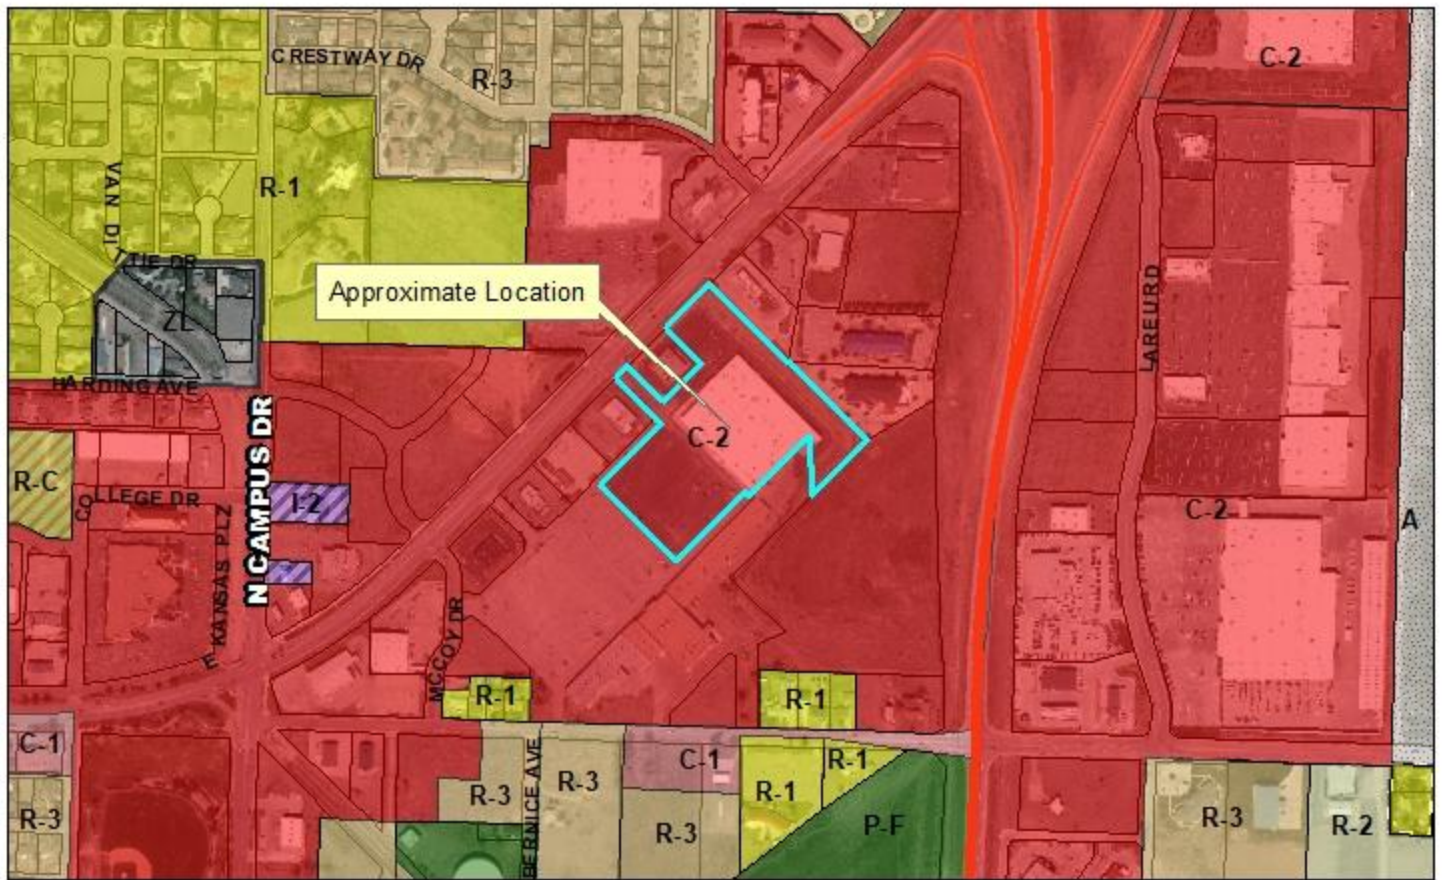 CRESTWAY DR
R-3
C-2
VAN DITTIE DR
R-1
Approximate Location
ZL
LAREU RD
HARDING AVE
N CAMPUS DR
C-2
R-C
COLLEGE DR
I-2
C-2
A
E KANSAS PLZ
MCCOY DR
R-1
R-1
C-1
C-1
R-1
R-3
R-1
R-3
BERNICE AVE
R-3
R-3
P-F
R-3
R-2